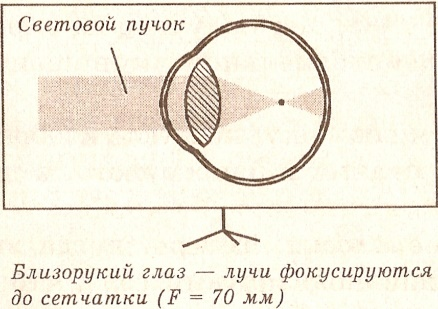 Световой пучок
Близорукий глаз — лучи фокусируются
до сетчатки (F = 70 мм)